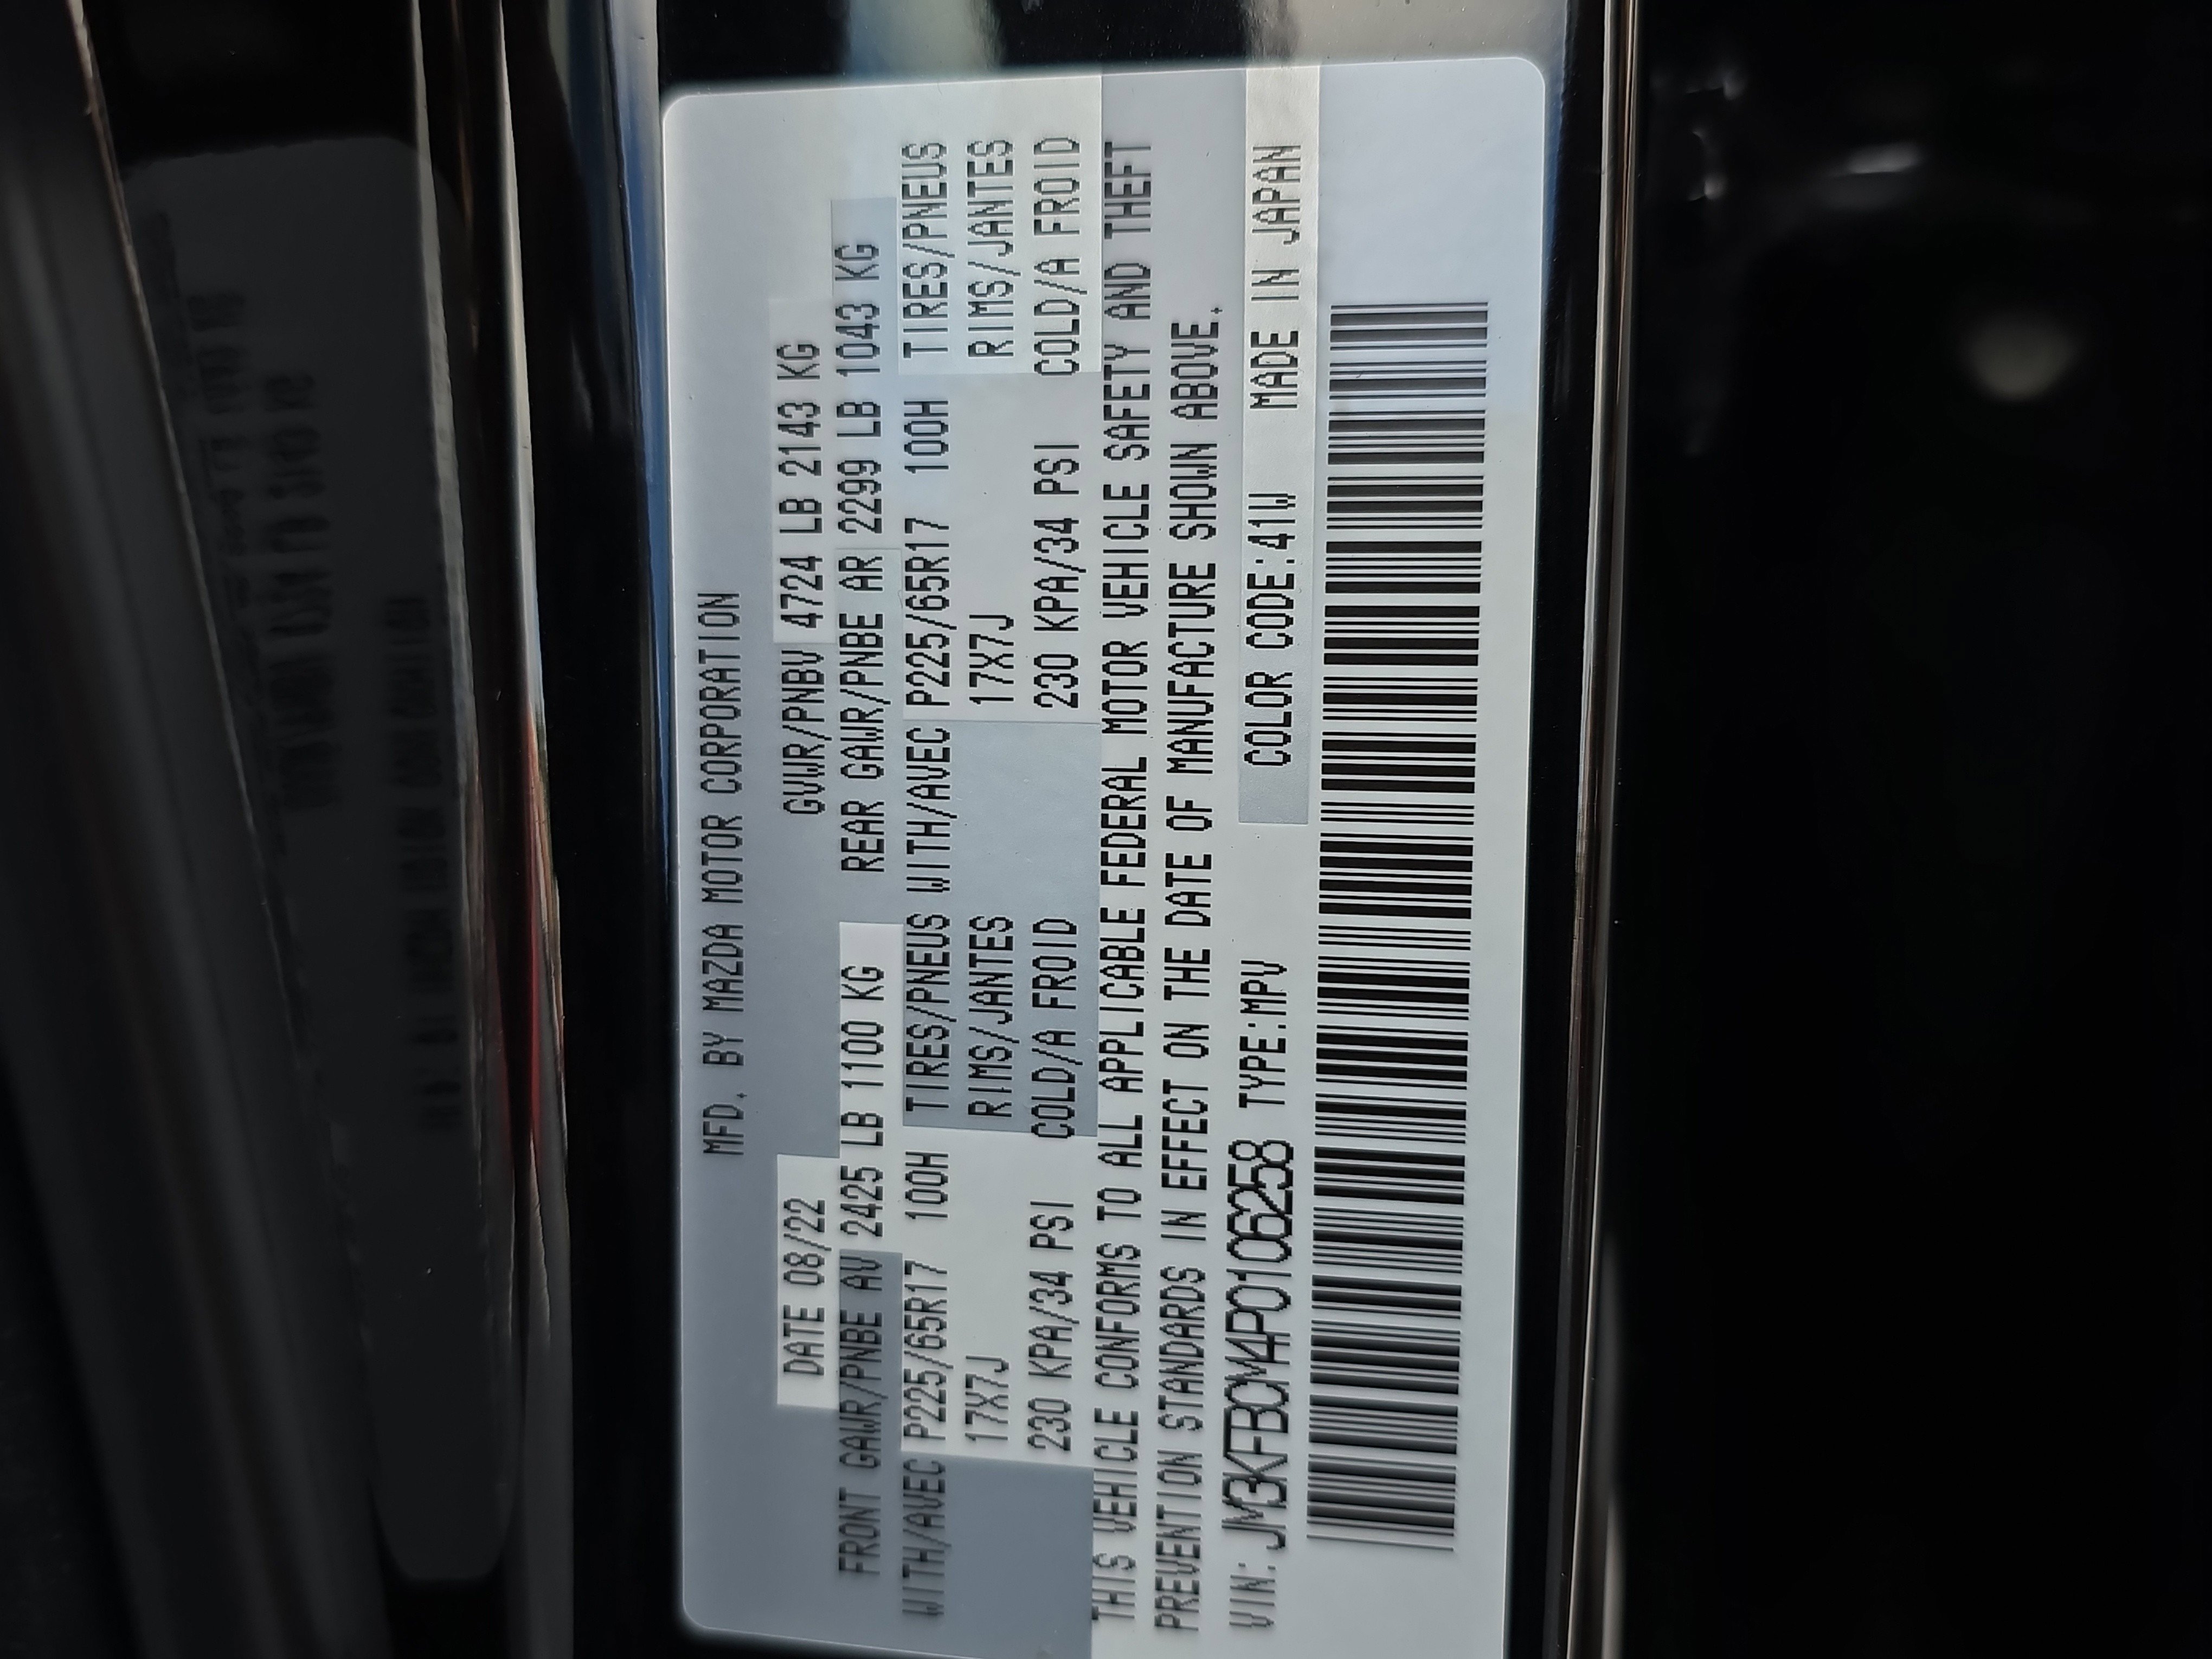 MFD. BY MAZDA MOTOR CORPORATION
DATE 08/22 GVWR/PNBV 4724 LB 2143 KG
FRONT GAWR/PNBE AV 2425 LB 1100 KG REAR GAWR/PNBE AR 2299 LB 1043 KG
WITH/AVEC P225/65R17 100H TIRES/PNEUS WITH/AVEC P225/65R17 100H TIRES/PNEUS
17X7J RIMS/JANTES 17X7J RIMS/JANTES
230 KPA/34 PSI COLD/A FROID 230 KPA/34 PSI COLD/A FROID
THIS VEHICLE CONFORMS TO ALL APPLICABLE FEDERAL MOTOR VEHICLE SAFETY AND THEFT
PREVENTION STANDARDS IN EFFECT ON THE DATE OF MANUFACTURE SHOWN ABOVE.
VIN: JM3KFBCM4P0106258 TYPE:MPV COLOR CODE:41W MADE IN JAPAN